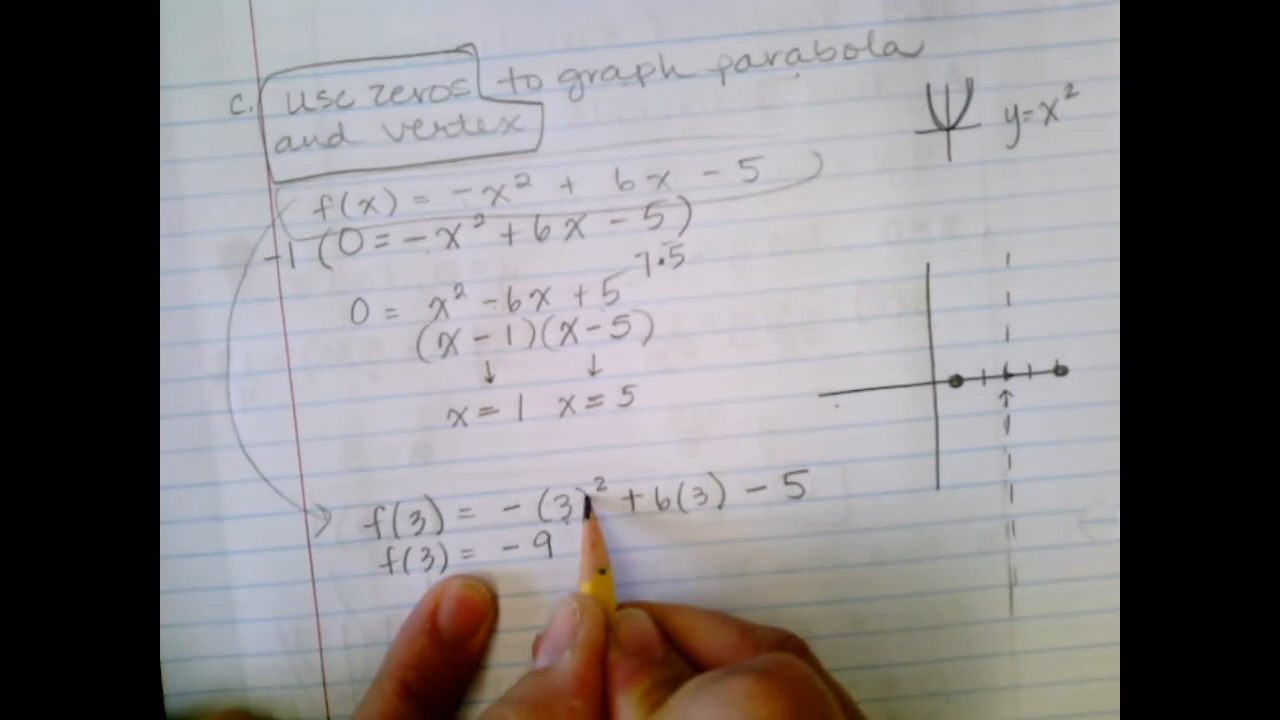 c. use zeros to graph parabola
and vertex
y=x²
f(x) = -x² + 6x - 5
-1 (0 = -x² + 6x - 5)
1·5
0 = x² - 6x + 5
(x - 1)(x - 5)
↓ ↓
x = 1 x = 5
f(3) = - (3)² + 6(3) - 5
f(3) = - 9